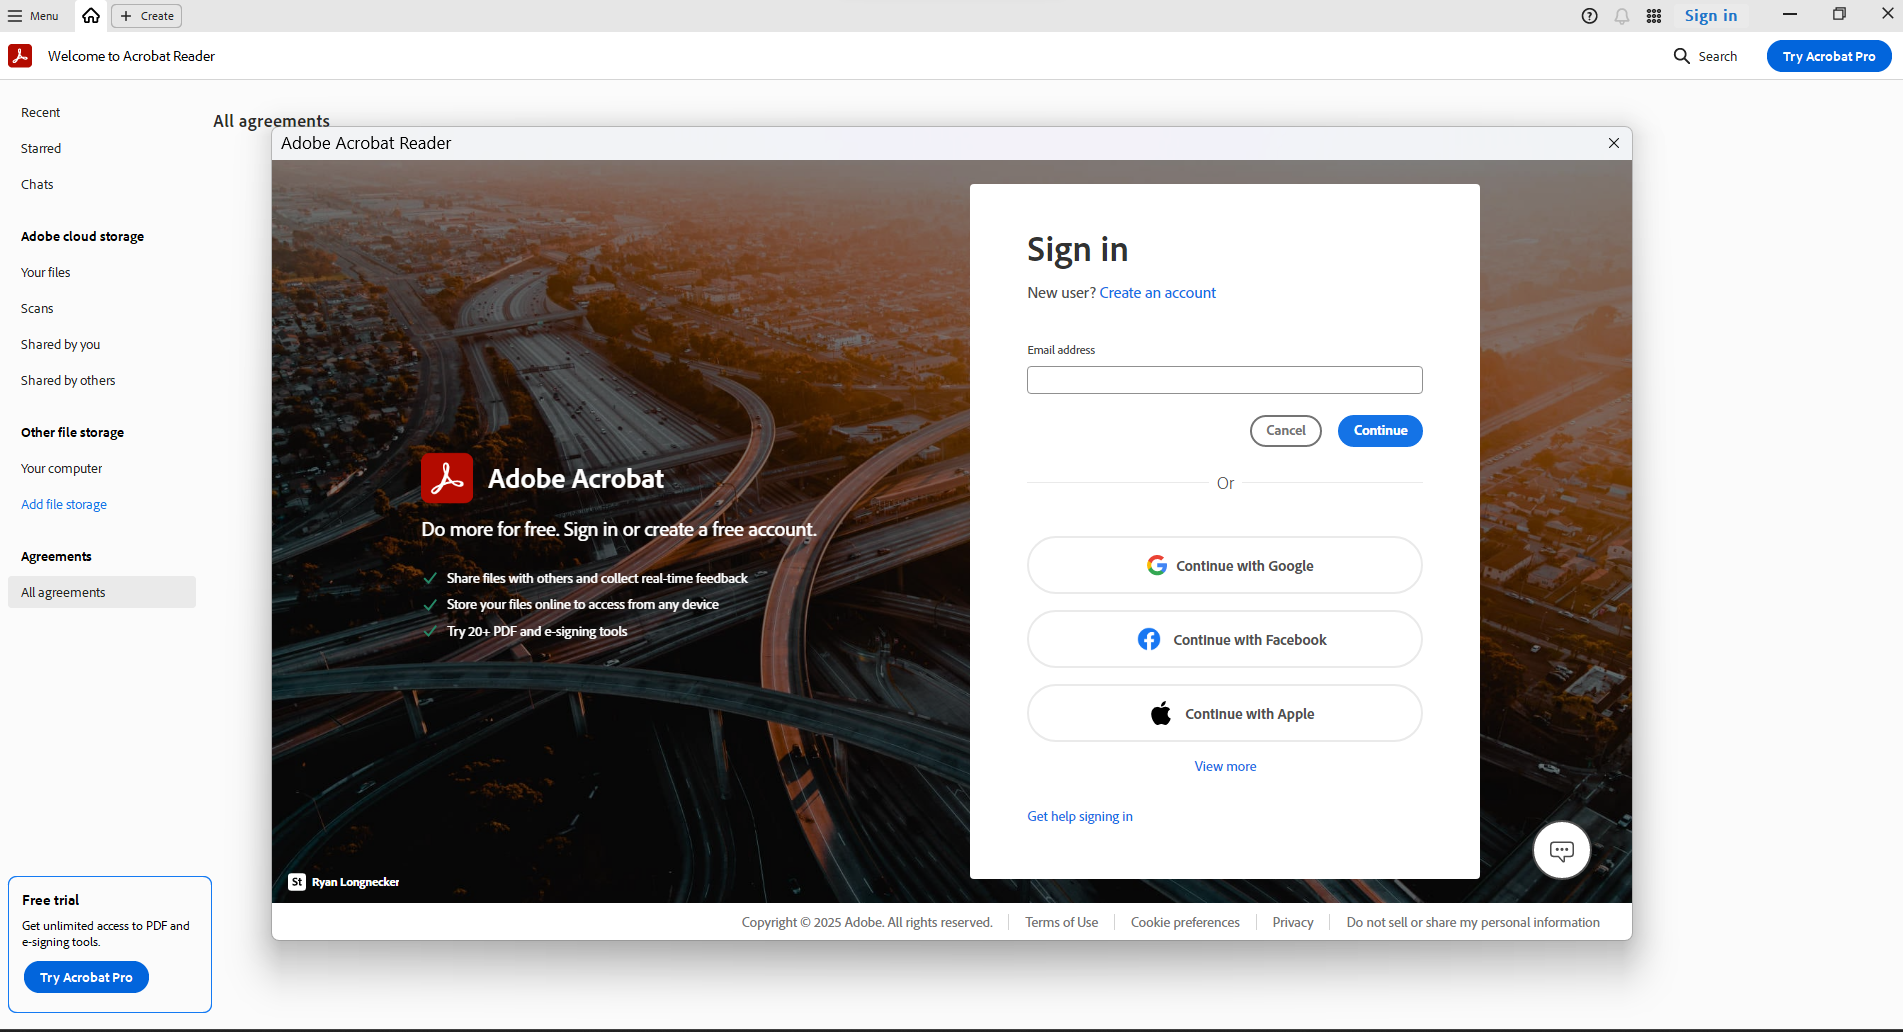 Menu
Create
Sign in
Welcome to Acrobat Reader
Search
Try Acrobat Pro
Recent
Starred
Chats
Adobe cloud storage
Your files
Scans
Shared by you
Shared by others
Other file storage
Your computer
Add file storage
Agreements
All agreements
Free trial
Get unlimited access to PDF and
e-signing tools.
Try Acrobat Pro
All agreements
Adobe Acrobat Reader
Adobe Acrobat
Do more for free. Sign in or create a free account.
Share files with others and collect real-time feedback
Store your files online to access from any device
Try 20+ PDF and e-signing tools
St Ryan Longnecker
Sign in
New user? Create an account
Email address
Cancel
Continue
Or
Continue with Google
Continue with Facebook
Continue with Apple
View more
Get help signing in
Copyright © 2025 Adobe. All rights reserved.
Terms of Use
Cookie preferences
Privacy
Do not sell or share my personal information